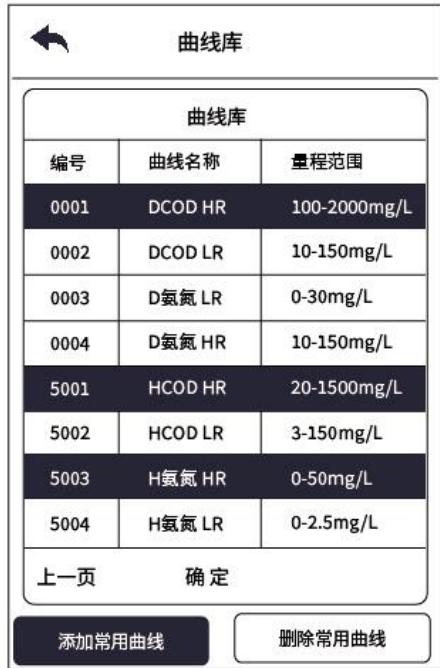 曲线库
曲线库
编号 曲线名称 量程范围
0001 DCOD HR 100-2000mg/L
0002 DCOD LR 10-150mg/L
0003 D氨氮 LR 0-30mg/L
0004 D氨氮 HR 10-150mg/L
5001 HCOD HR 20-1500mg/L
5002 HCOD LR 3-150mg/L
5003 H氨氮 HR 0-50mg/L
5004 H氨氮 LR 0-2.5mg/L
上一页 确定
添加常用曲线 删除常用曲线